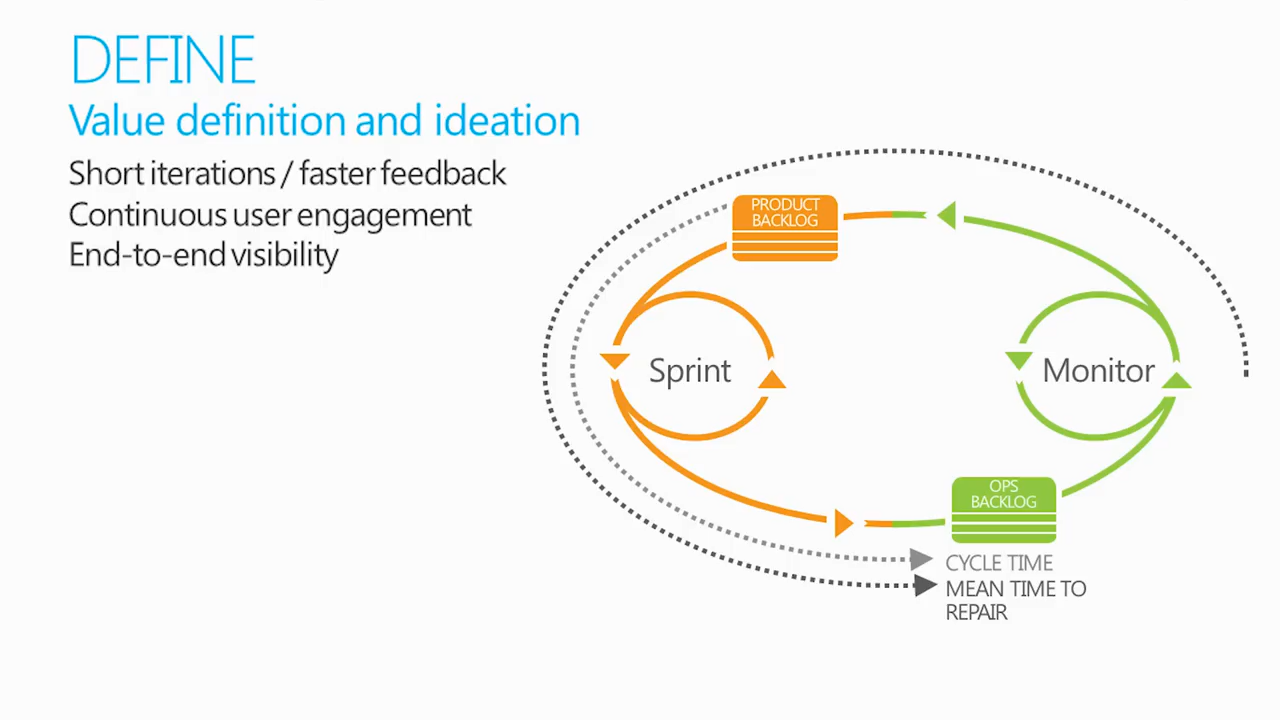 DEFINE
Value definition and ideation
Short iterations / faster feedback
Continuous user engagement
End-to-end visibility
PRODUCT
BACKLOG
Sprint
Monitor
OPS
BACKLOG
CYCLE TIME
MEAN TIME TO
REPAIR